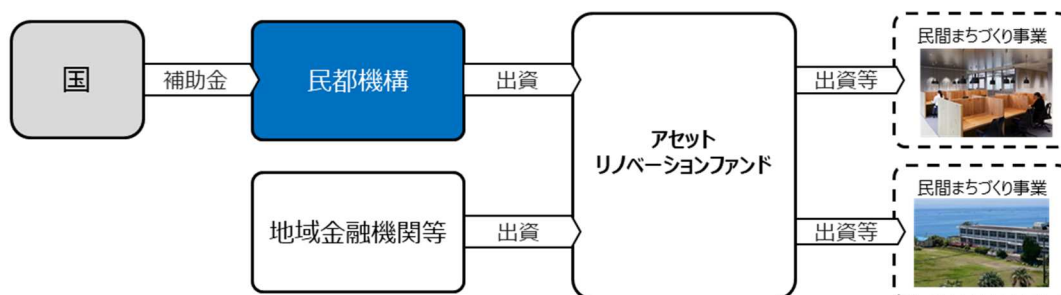 国
補助金
民都機構
出資
アセット
リノベーションファンド
出資等
民間まちづくり事業
地域金融機関等
出資
出資等
民間まちづくり事業